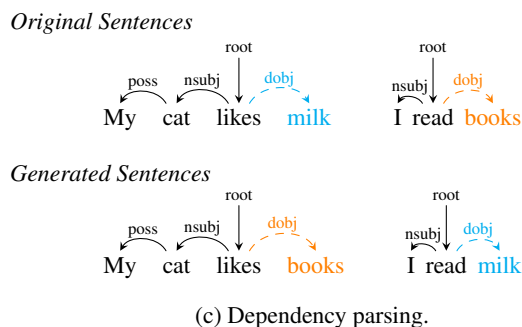 Original Sentences
root root
poss nsubj dobj nsubj dobj
My cat likes milk I read books
Generated Sentences
root root
poss nsubj dobj nsubj dobj
My cat likes books I read milk
(c) Dependency parsing.